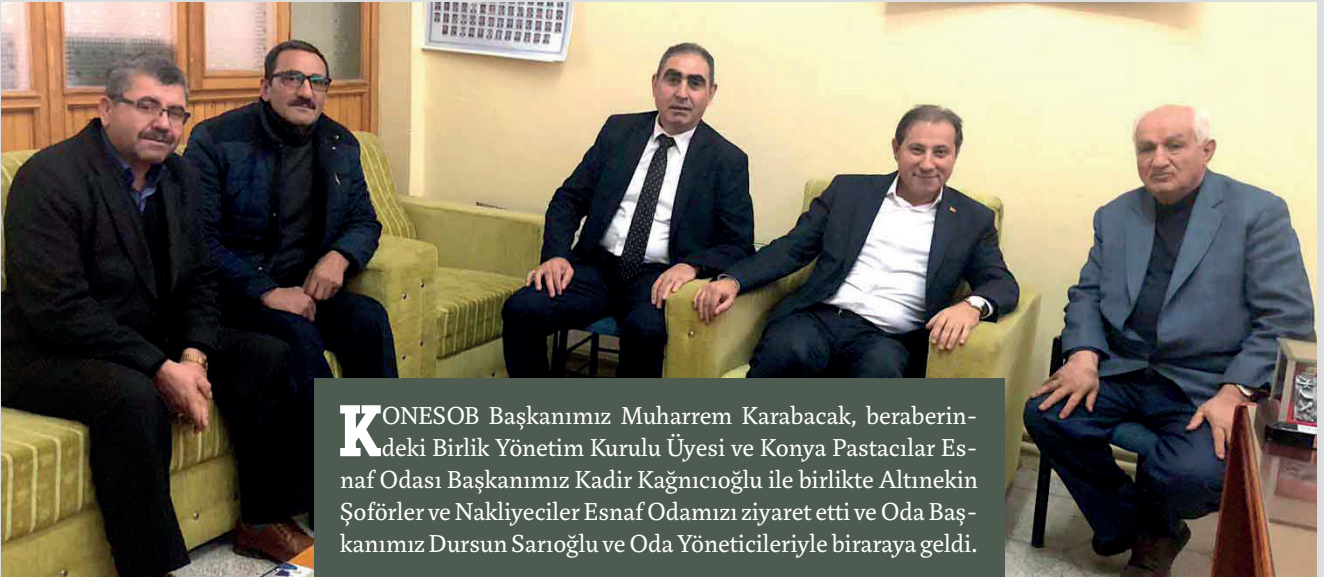 KONESOB Başkanımız Muharrem Karabacak, beraberin-
deki Birlik Yönetim Kurulu Üyesi ve Konya Pastacılar Es-
naf Odası Başkanımız Kadir Kağnıcıoğlu ile birlikte Altınekin
Şoförler ve Nakliyeciler Esnaf Odamızı ziyaret etti ve Oda Baş-
kanımız Dursun Sarıoğlu ve Oda Yöneticileriyle biraraya geldi.